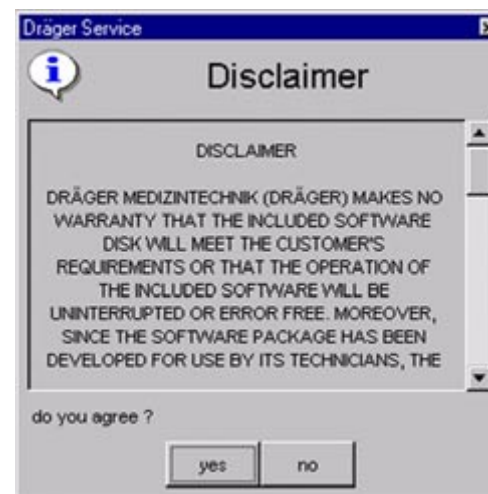 Dräger Service
Disclaimer
DISCLAIMER
DRÄGER MEDIZINTECHNIK (DRÄGER) MAKES NO
WARRANTY THAT THE INCLUDED SOFTWARE
DISK WILL MEET THE CUSTOMER'S
REQUIREMENTS OR THAT THE OPERATION OF
THE INCLUDED SOFTWARE WILL BE
UNINTERRUPTED OR ERROR FREE. MOREOVER,
SINCE THE SOFTWARE PACKAGE HAS BEEN
DEVELOPED FOR USE BY ITS TECHNICIANS, THE
do you agree ?
yes no